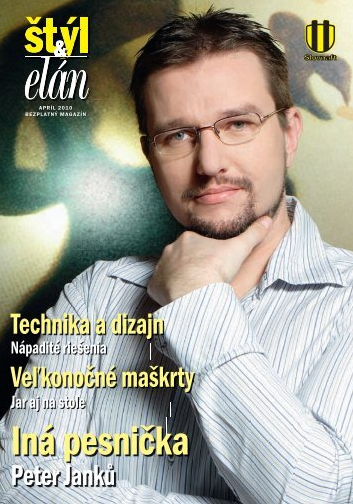 štýl
&
elán
APRÍL 2010
BEZPLATNÝ MAGAZÍN
Slovnaft
Technika a dizajn
Nápadité riešenia
Veľkonočné maškrty
Jar aj na stole
Iná pesnička
Peter Janků